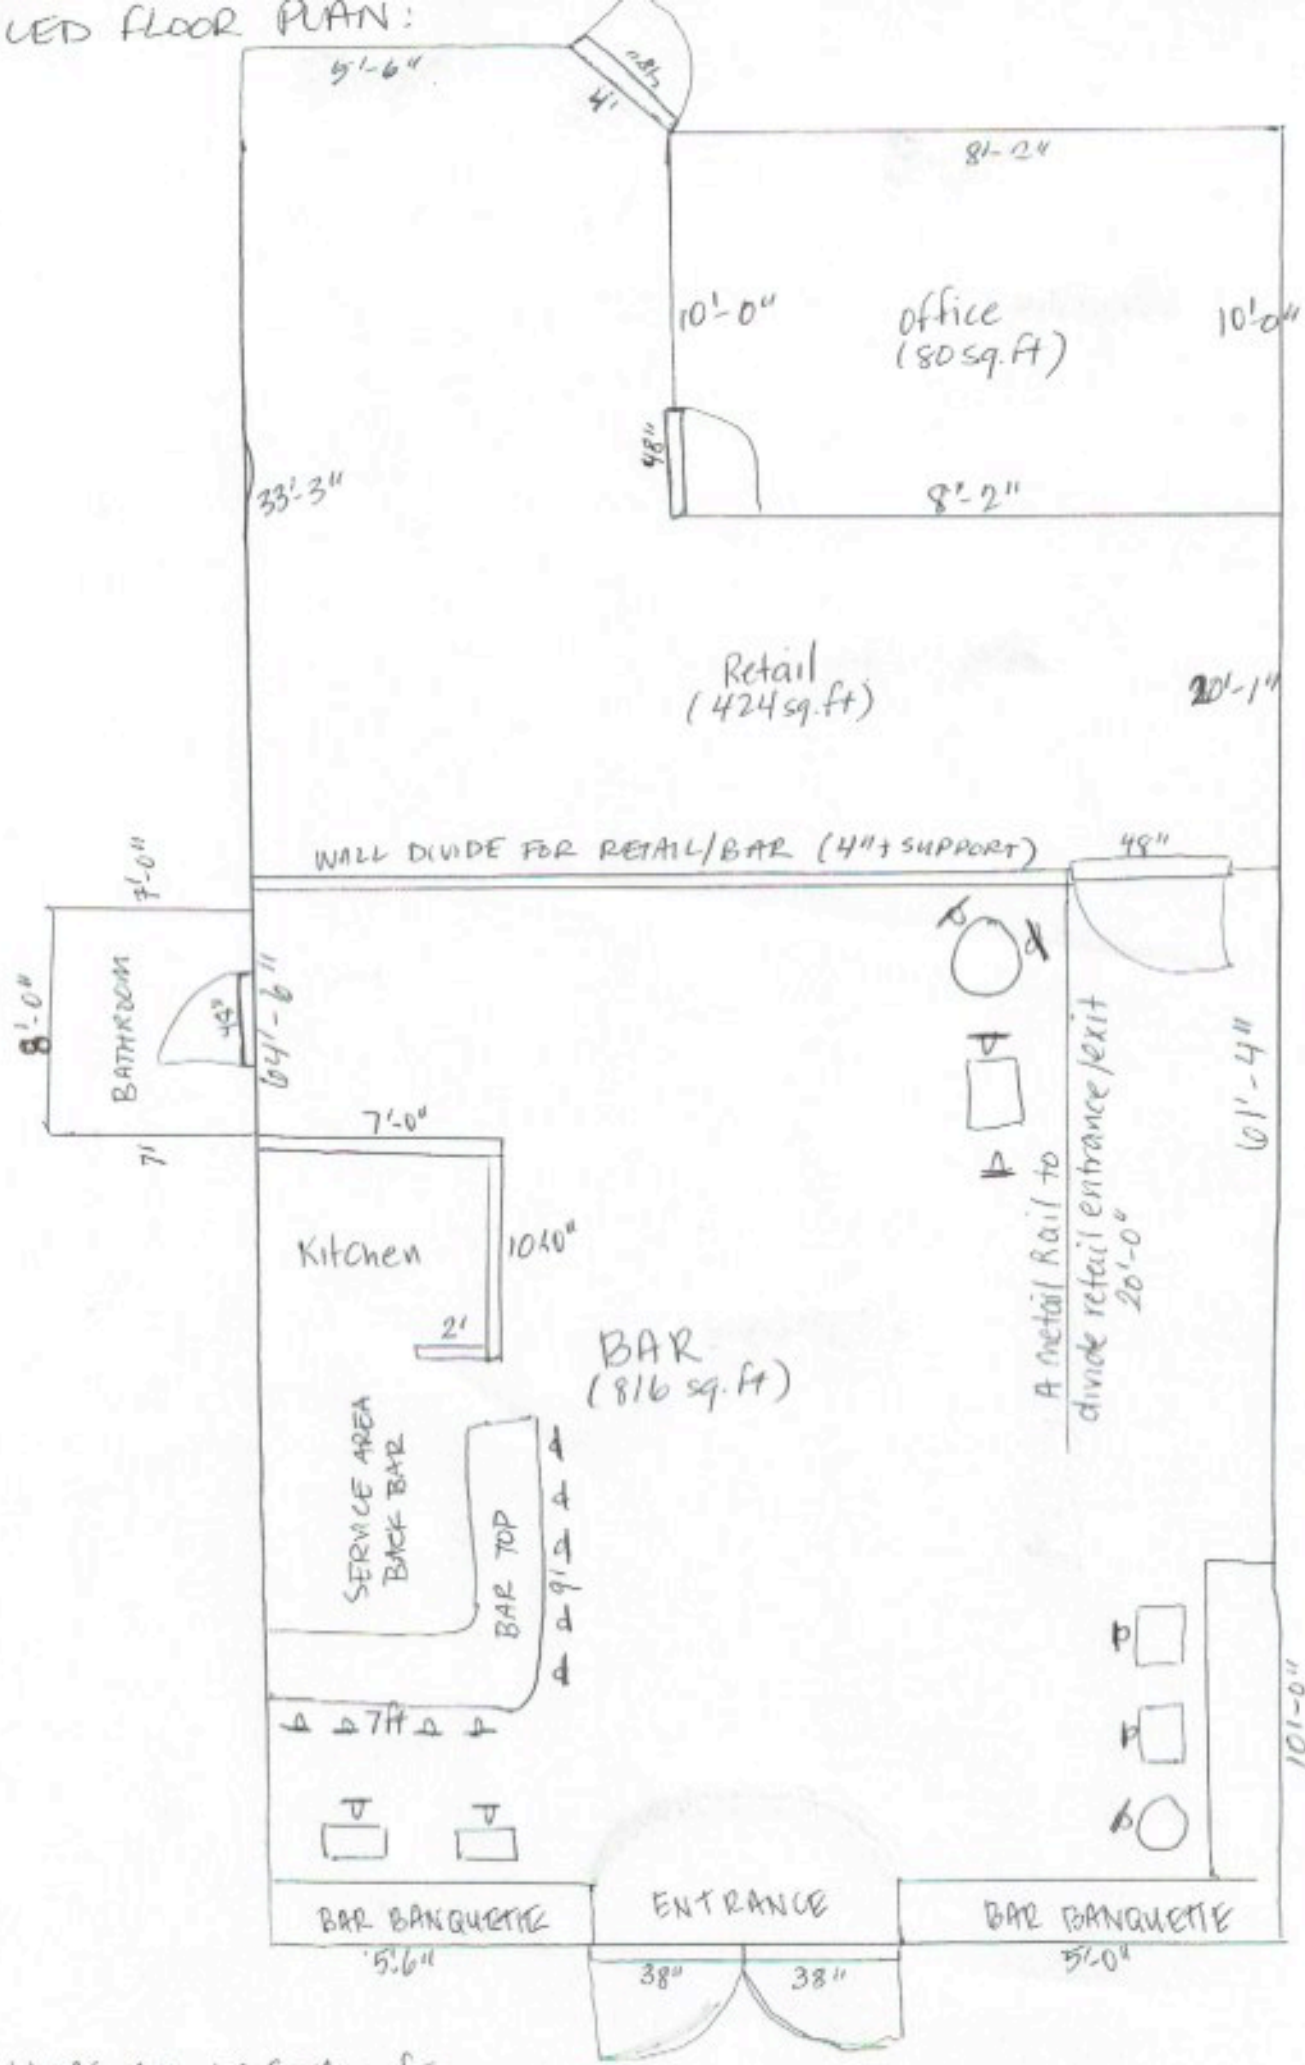 LED FLOOR PLAN:
5'-6"
4'
8'-2"
10'-0"
office
(80 sq.ft)
10'-0"
48"
8'-2"
33'-3"
Retail
(424 sq.ft)
20'-1"
WALL DIVIDE FOR RETAIL/BAR (4"+ SUPPORT)
48"
7'-0"
8'-0"
BATHROOM
48"
64'-6"
7'
7'-0"
Kitchen
2'
A metail Rail to
divide retail entrance/exit
20'-0"
61'-4"
BAR
(816 sq.ft)
SERVICE AREA
BACK BAR
BAR TOP
9'
7ft
10'-0"
BAR BANQUETTE
ENTRANCE
BAR BANQUETTE
5'-6"
38"
38"
5'-0"